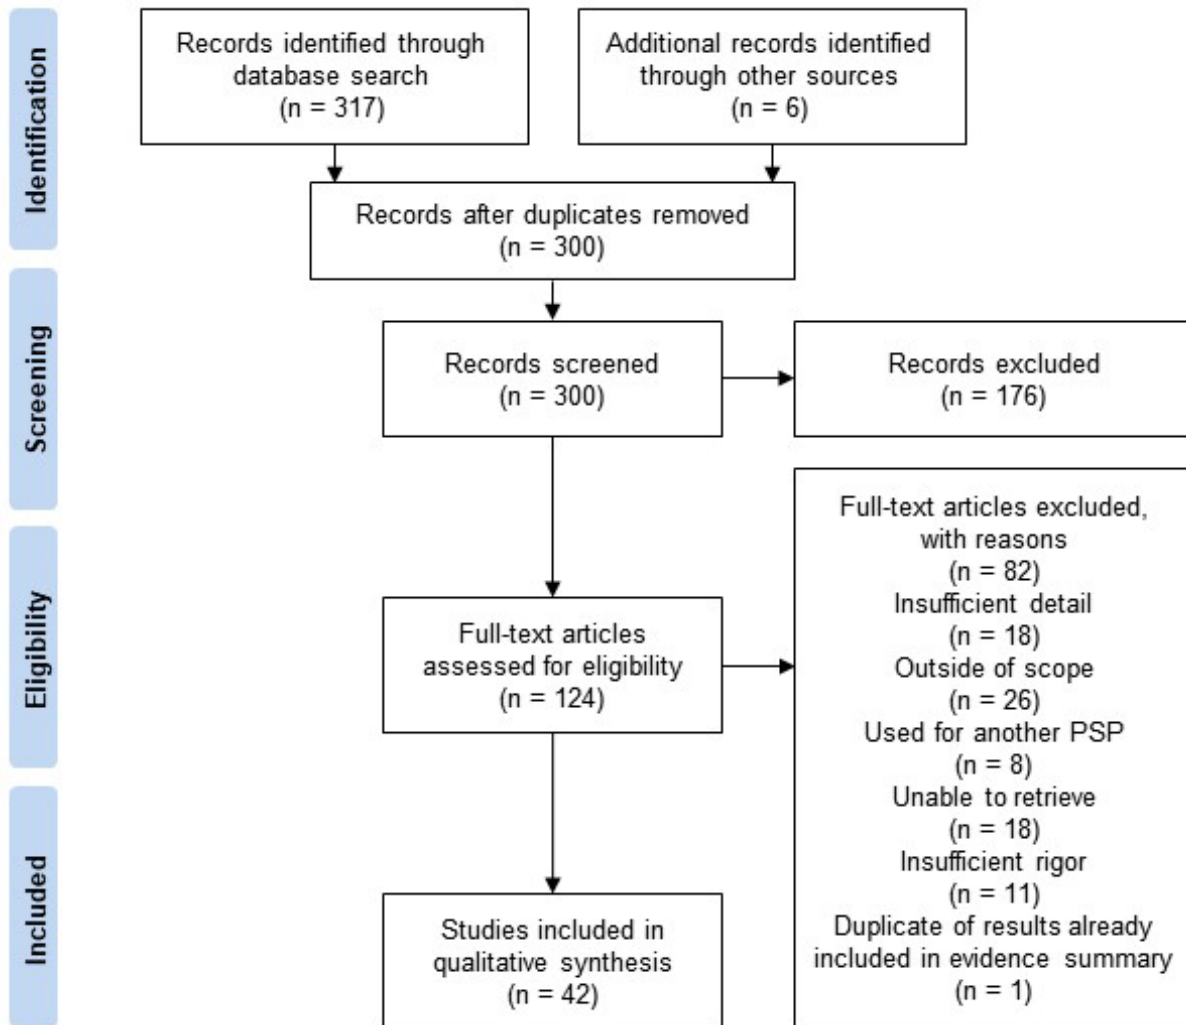 Identification
Records identified through
database search
(n = 317)
Additional records identified
through other sources
(n = 6)
Records after duplicates removed
(n = 300)
Screening
Records screened
(n = 300)
Records excluded
(n = 176)
Eligibility
Full-text articles
assessed for eligibility
(n = 124)
Full-text articles excluded,
with reasons
(n = 82)
Insufficient detail
(n = 18)
Outside of scope
(n = 26)
Used for another PSP
(n = 8)
Unable to retrieve
(n = 18)
Insufficient rigor
(n = 11)
Duplicate of results already
included in evidence summary
(n = 1)
Included
Studies included in
qualitative synthesis
(n = 42)